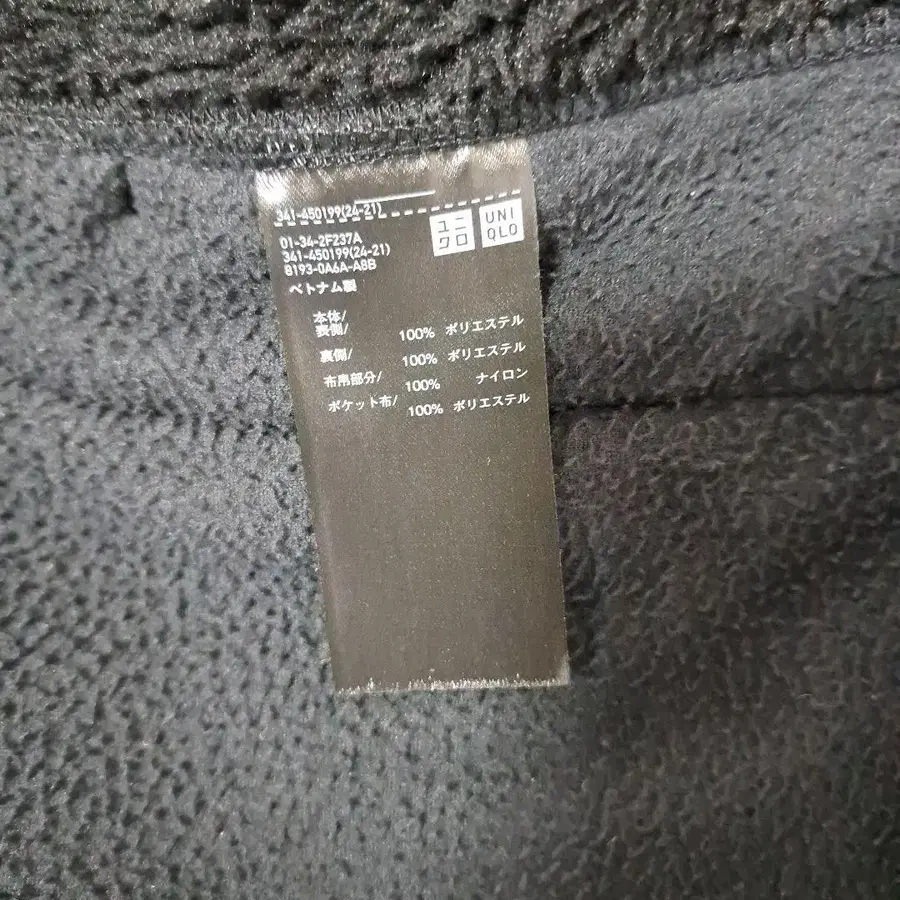 341-450199(24-21)
ユニ
クロ
UNI
QLO
01-34-2F237A
341-450199(24-21)
8193-0A6A-A8B
ベトナム製
本体/
表側/ 100% ポリエステル
裏側/ 100% ポリエステル
布帛部分/ 100% ナイロン
ポケット布/ 100% ポリエステル